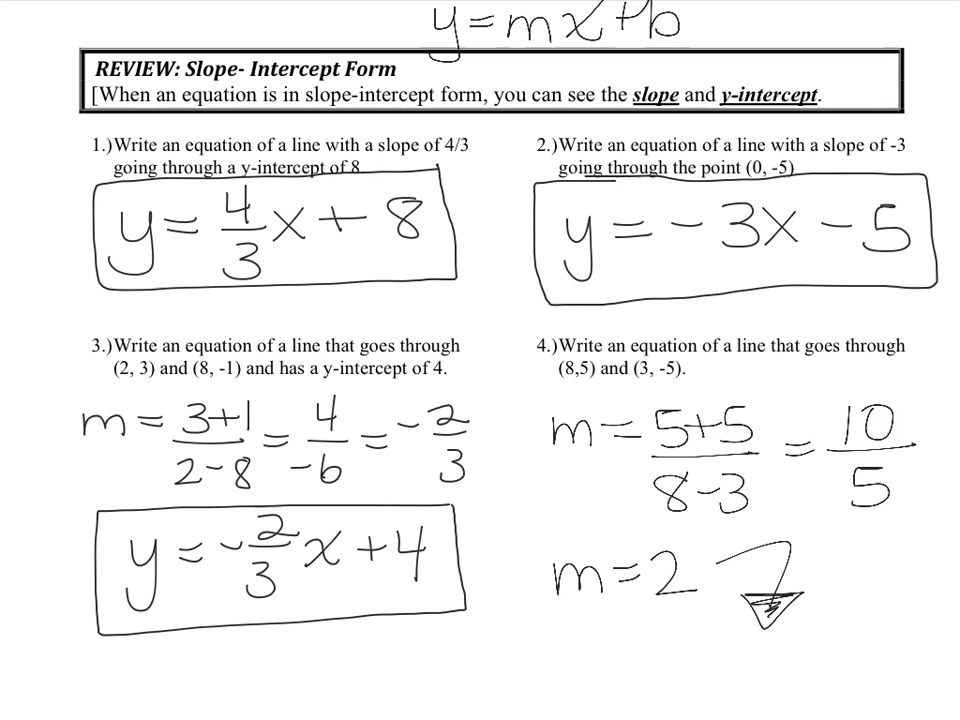 y=mx+b
REVIEW: Slope- Intercept Form
[When an equation is in slope-intercept form, you can see the slope and y-intercept.
1.)Write an equation of a line with a slope of 4/3
going through a y-intercept of 8
y = 4/3 x + 8
2.)Write an equation of a line with a slope of -3
going through the point (0, -5)
y = - 3x - 5
3.)Write an equation of a line that goes through
(2, 3) and (8, -1) and has a y-intercept of 4.
m = 3+1/2-8 = 4/-6 = -2/3
y = -2/3 x + 4
4.)Write an equation of a line that goes through
(8,5) and (3, -5).
m = 5+5/8-3 = 10/5
m=2